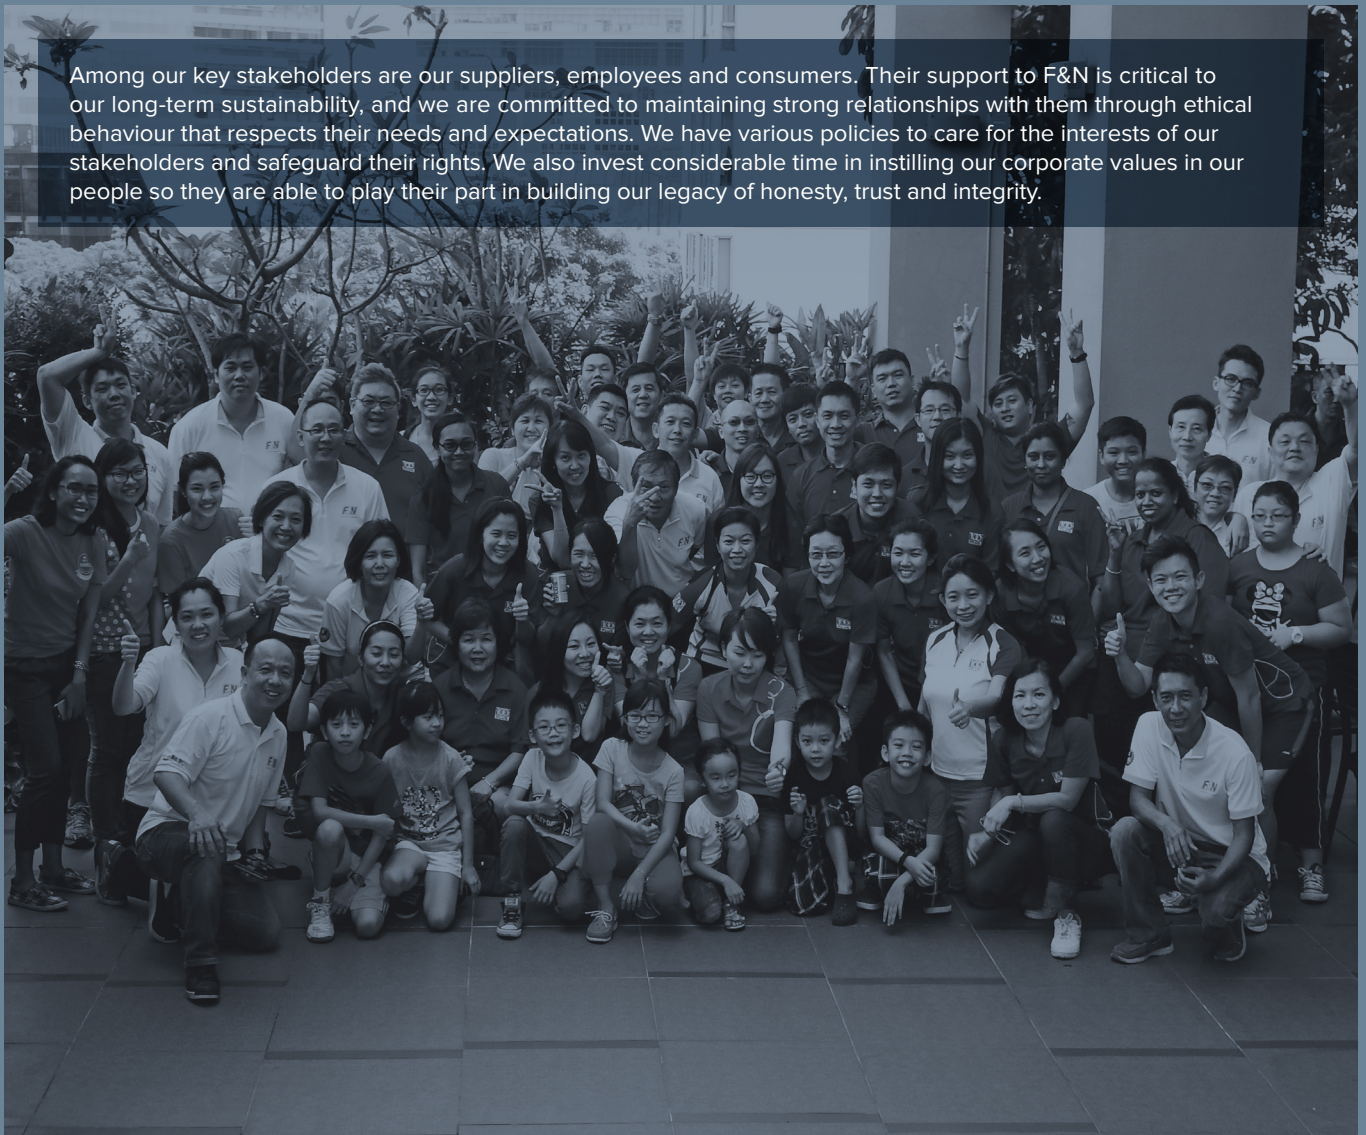 Among our key stakeholders are our suppliers, employees and consumers. Their support to F&N is critical to
our long-term sustainability, and we are committed to maintaining strong relationships with them through ethical
behaviour that respects their needs and expectations. We have various policies to care for the interests of our
stakeholders and safeguard their rights. We also invest considerable time in instilling our corporate values in our
people so they are able to play their part in building our legacy of honesty, trust and integrity.
F&N
F&N
F&N
F&N
F&N
F&N
F&N
F&N